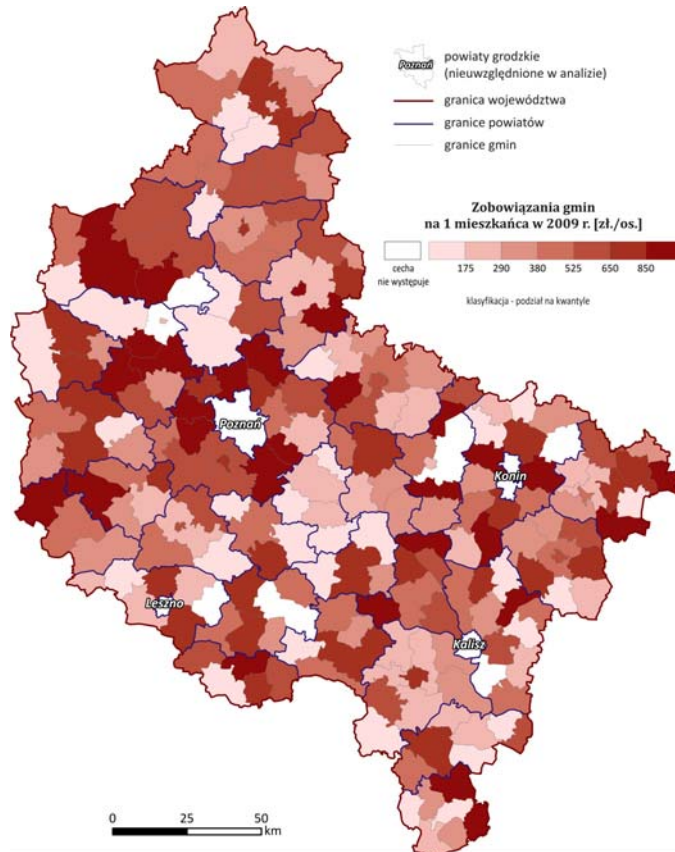 Poznań
powiaty grodzkie
(nieuwzględnione w analizie)
granica województwa
granice powiatów
granice gmin
Zobowiązania gmin
na 1 mieszkańca w 2009 r. [zł./os.]
cecha
nie występuje
175 290 380 525 650 850
klasyfikacja - podział na kwantyle
Poznań
Konin
Leszno
Kalisz
0 25 50
km